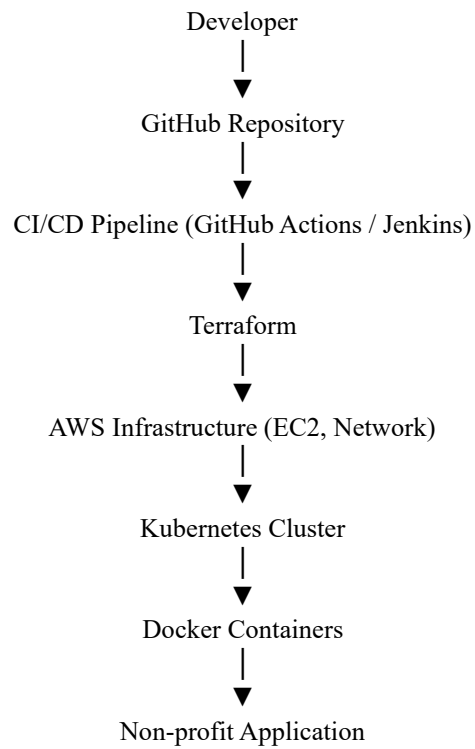 Developer
GitHub Repository
CI/CD Pipeline (GitHub Actions / Jenkins)
Terraform
AWS Infrastructure (EC2, Network)
Kubernetes Cluster
Docker Containers
Non-profit Application